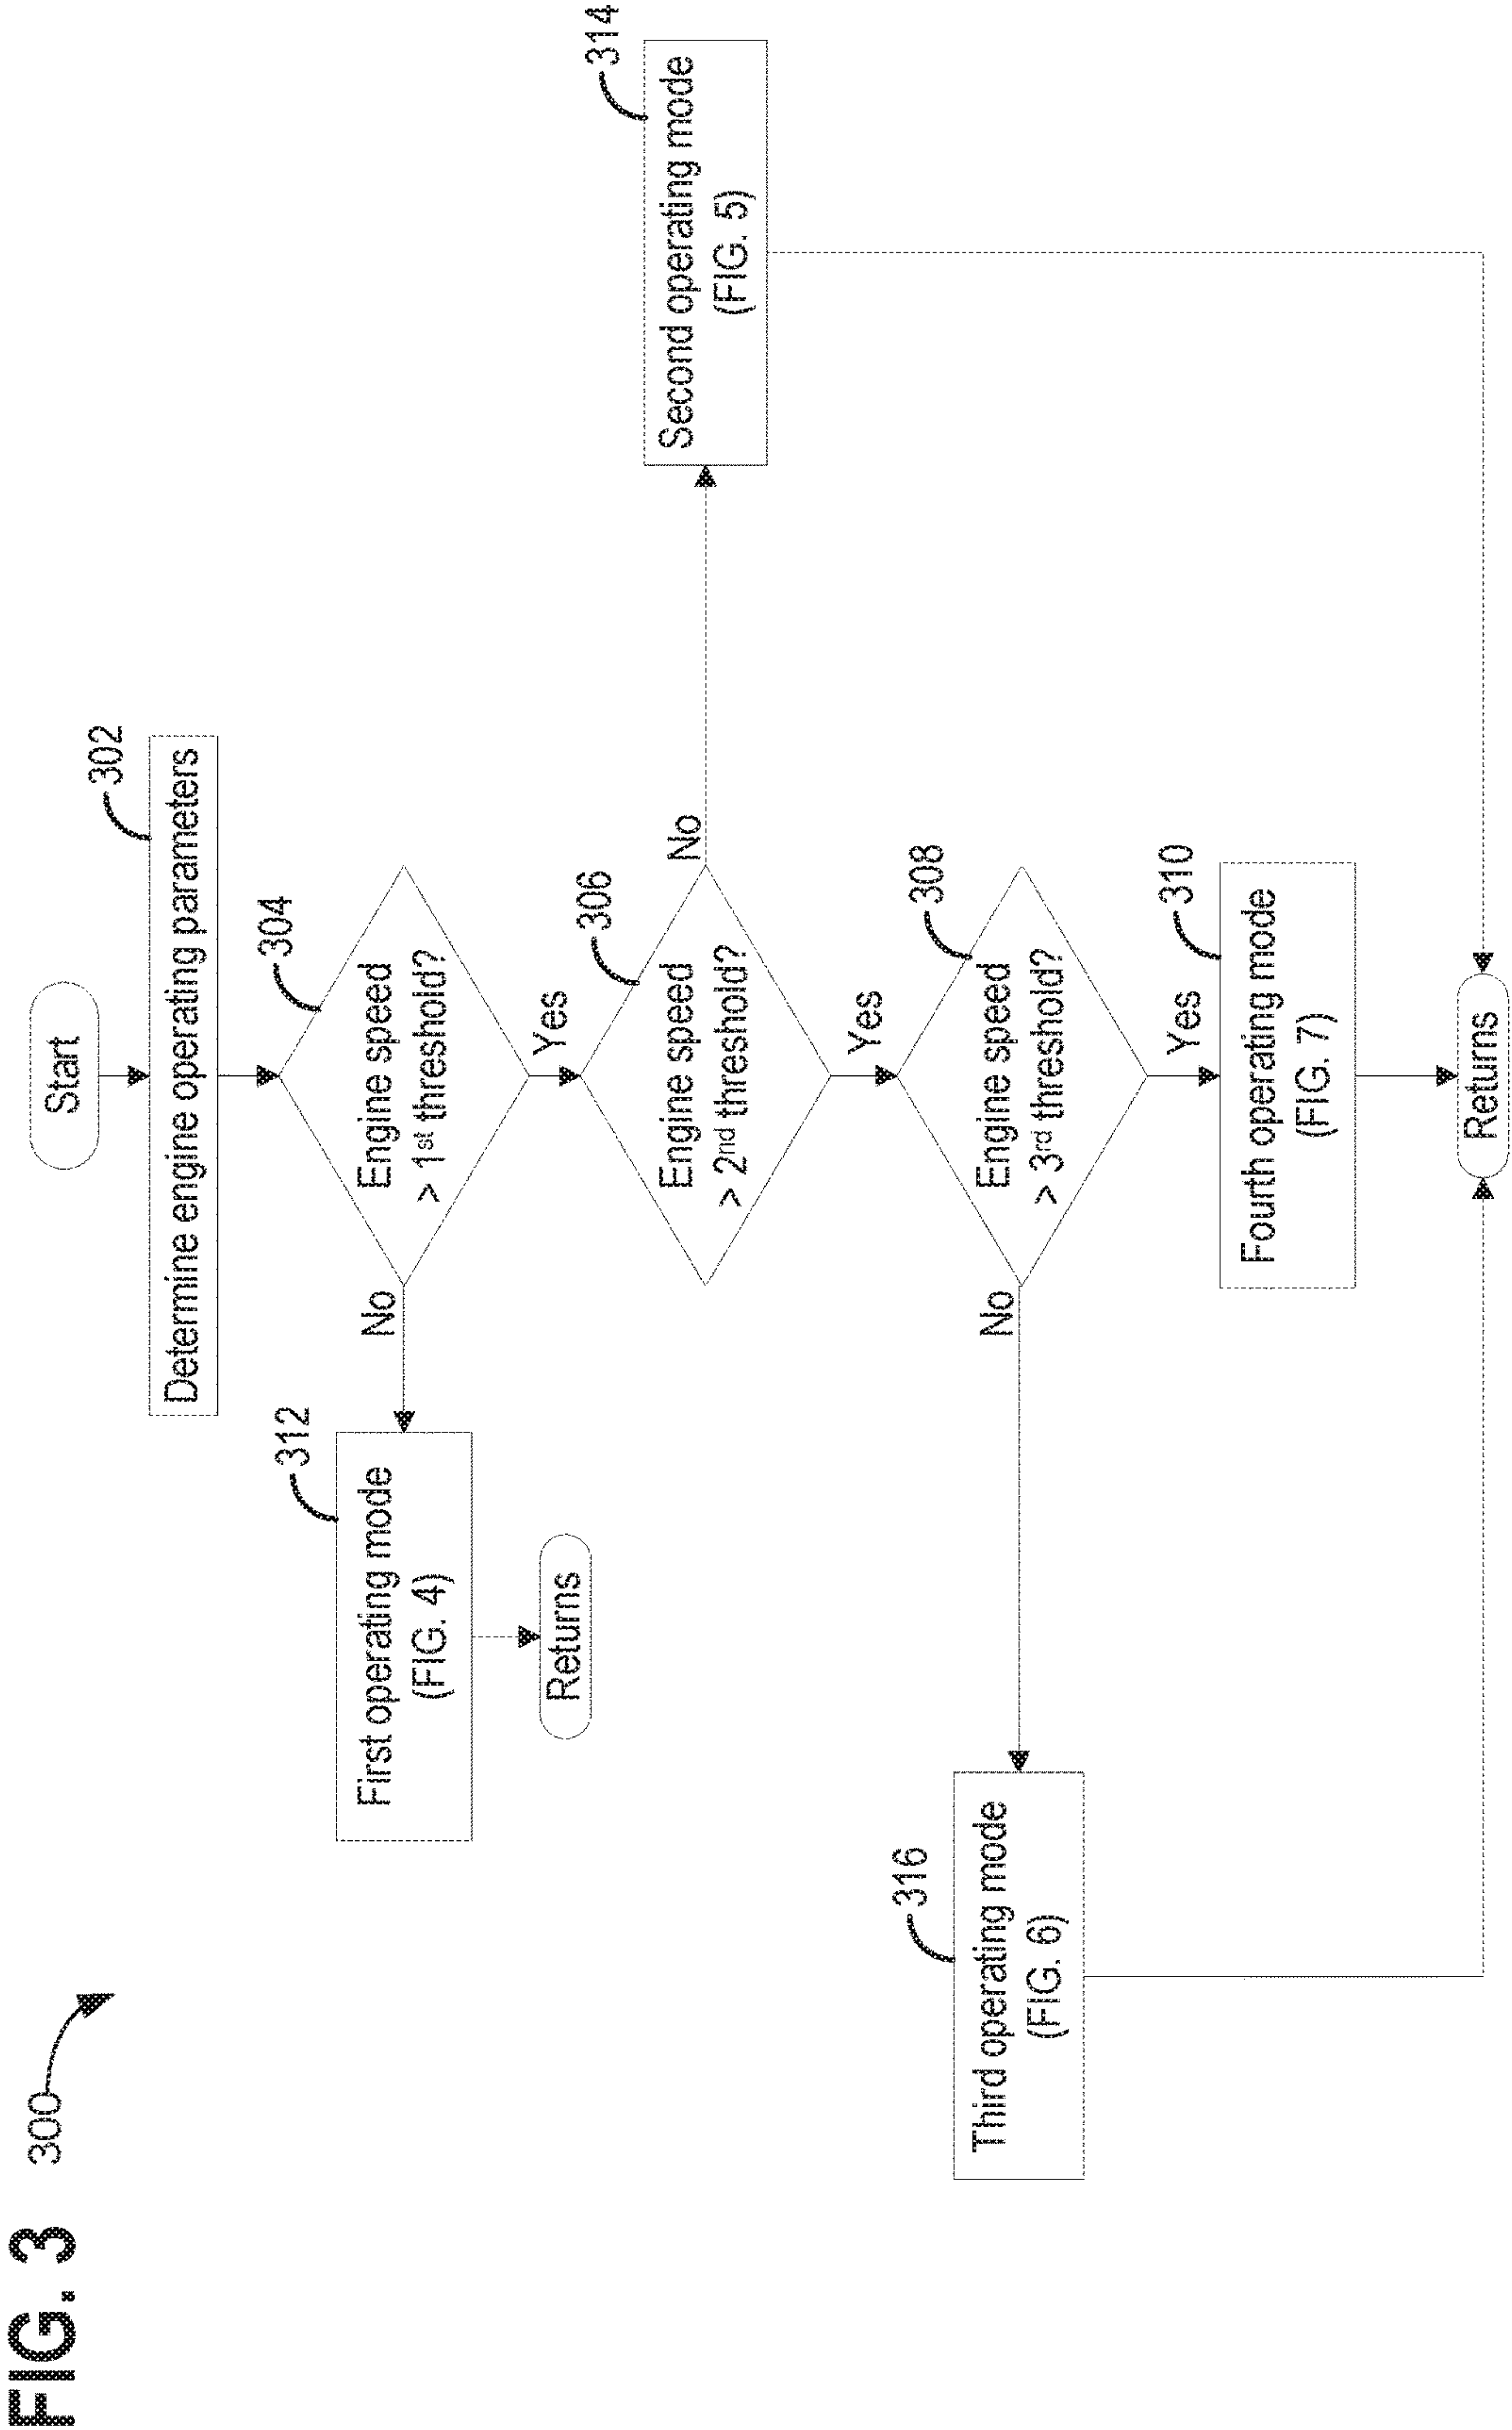 FIG. 3
300
Start
302
Determine engine operating parameters
304
Engine speed
> 1st threshold?
No
Yes
312
First operating mode
(FIG. 4)
Returns
306
Engine speed
> 2nd threshold?
No
Yes
314
Second operating mode
(FIG. 5)
308
Engine speed
> 3rd threshold?
No
Yes
316
Third operating mode
(FIG. 6)
310
Fourth operating mode
(FIG. 7)
Returns